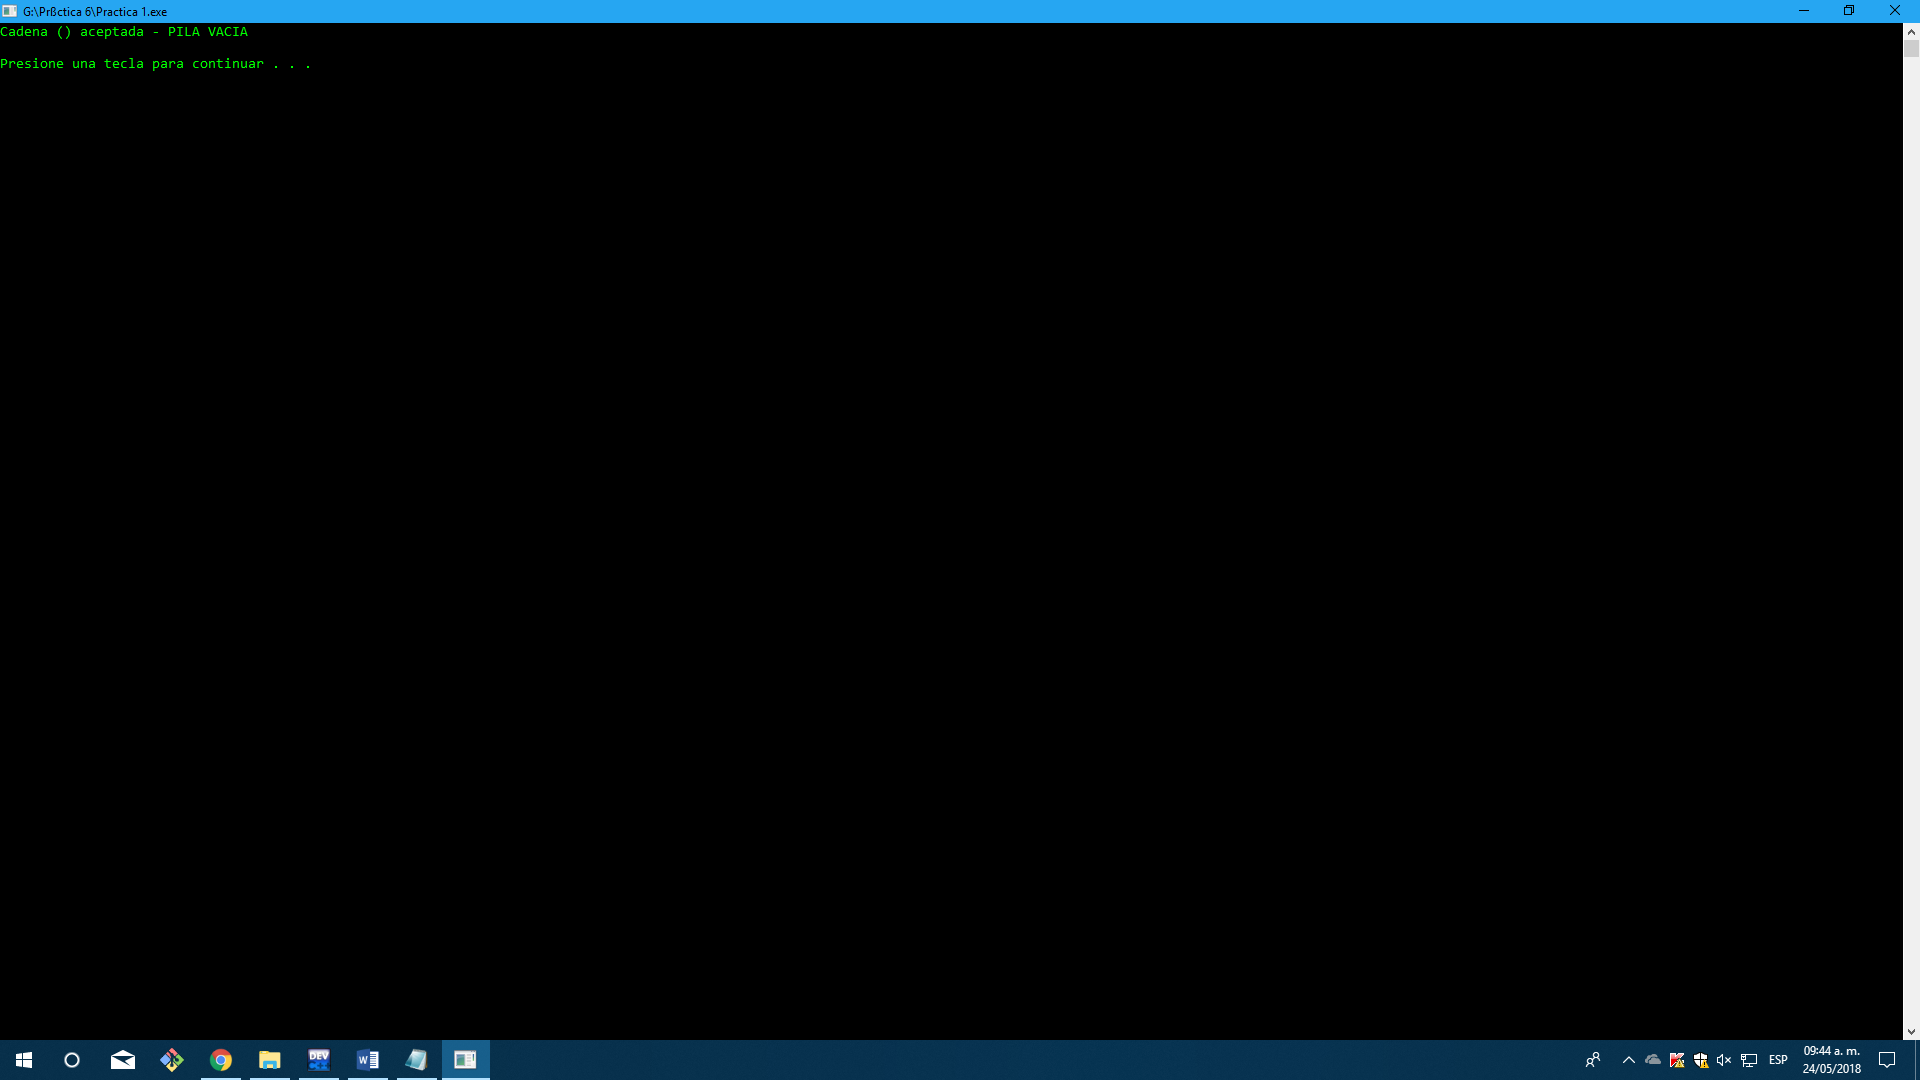 G:\Prßctica 6\Practica 1.exe
Cadena () aceptada - PILA VACIA
Presione una tecla para continuar . . .
DEV
W
ESP
09:44 a. m.
24/05/2018